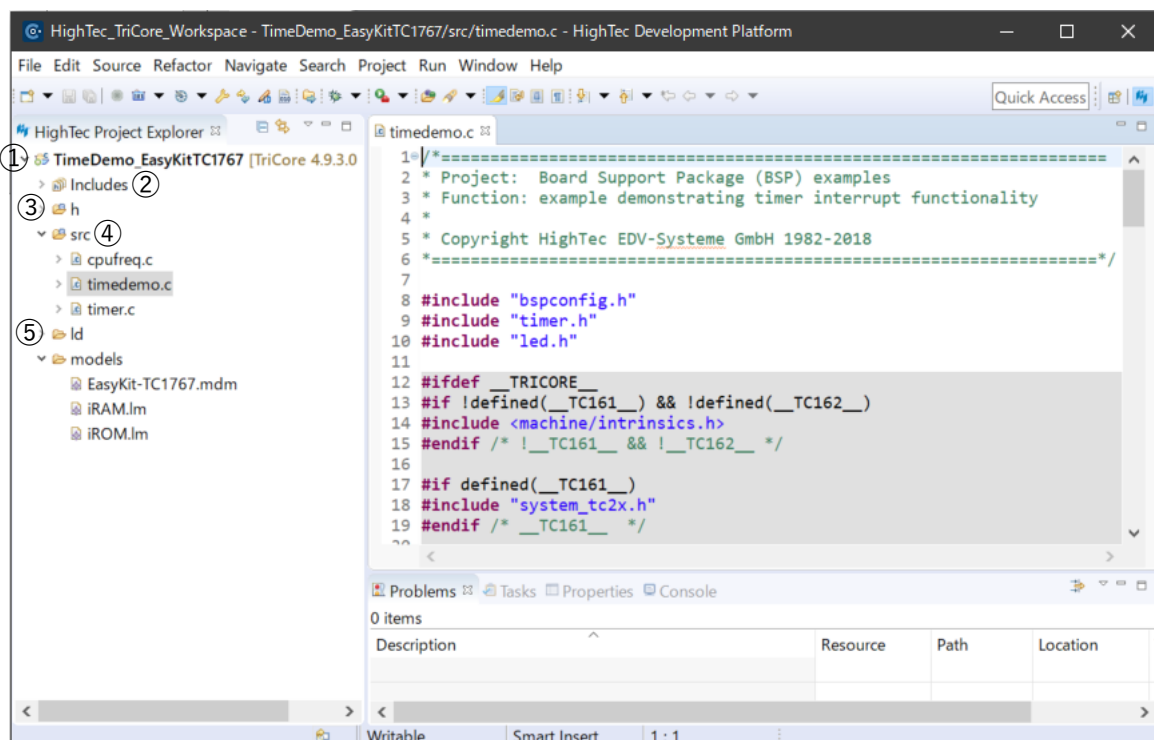 HighTec_TriCore_Workspace - TimeDemo_EasyKitTC1767/src/timedemo.c - HighTec Development Platform
File Edit Source Refactor Navigate Search Project Run Window Help
Quick Access
HighTec Project Explorer
timedemo.c
① TimeDemo_EasyKitTC1767 [TriCore 4.9.3.0
Includes ②
③ h
src ④
cpufreq.c
timedemo.c
timer.c
⑤ ld
models
EasyKit-TC1767.mdm
iRAM.lm
iROM.lm
1 /*====================================================================
2 * Project: Board Support Package (BSP) examples
3 * Function: example demonstrating timer interrupt functionality
4 *
5 * Copyright HighTec EDV-Systeme GmbH 1982-2018
6 *====================================================================*/
7
8 #include "bspconfig.h"
9 #include "timer.h"
10 #include "led.h"
11
12 #ifdef __TRICORE__
13 #if !defined(__TC161__) && !defined(__TC162__)
14 #include <machine/intrinsics.h>
15 #endif /* !__TC161__ && !__TC162__ */
16
17 #if defined(__TC161__)
18 #include "system_tc2x.h"
19 #endif /* __TC161__ */
Problems Tasks Properties Console
0 items
Description Resource Path Location
Writable Smart Insert 1 : 1